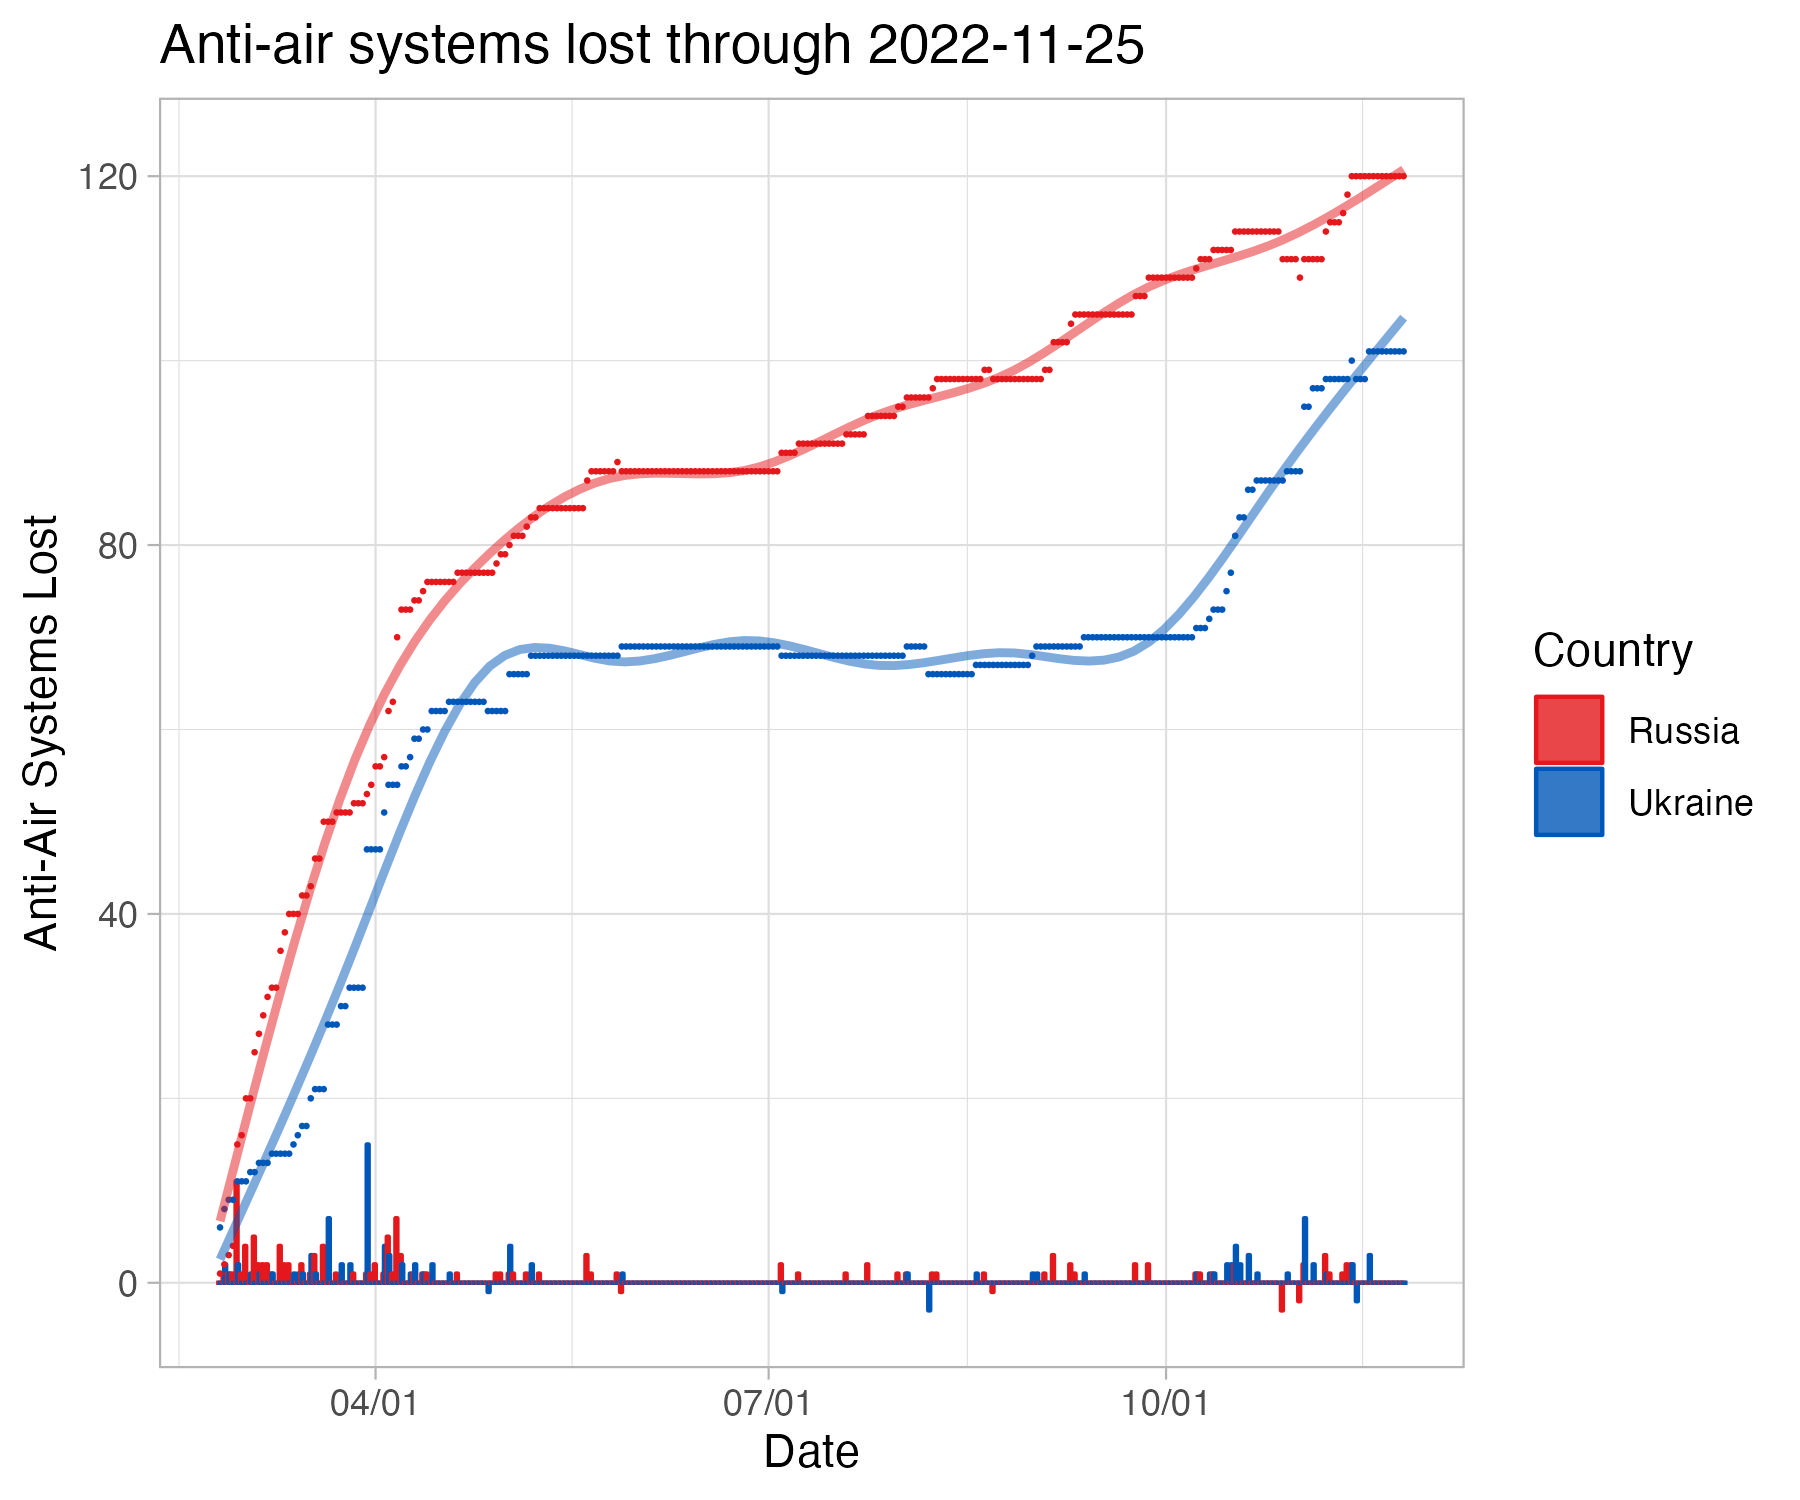 Anti-air systems lost through 2022-11-25
Anti-Air Systems Lost
120
80
40
0
04/01
07/01
10/01
Date
Country
Russia
Ukraine